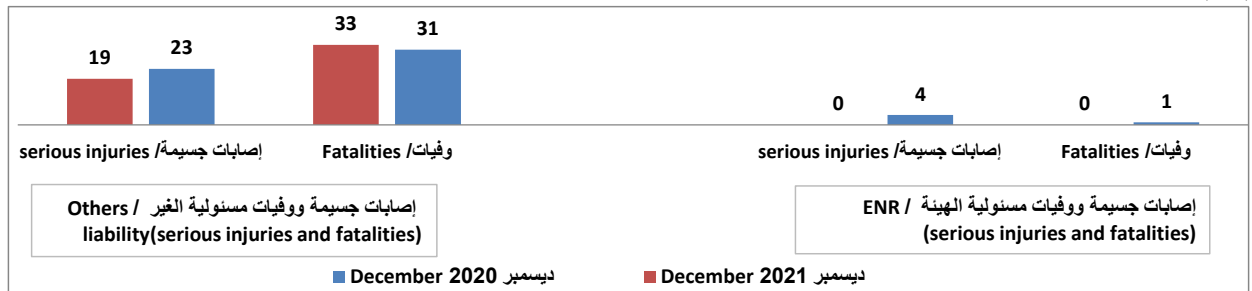 33
31
23
19
4
1
0
0
serious injuries /إصابات جسيمة
Fatalities /وفيات
serious injuries /إصابات جسيمة
Fatalities /وفيات
إصابات جسيمة ووفيات مسئولية الغير / Others
liability(serious injuries and fatalities)
إصابات جسيمة ووفيات مسئولية الهيئة / ENR
(serious injuries and fatalities)
December 2020 ديسمبر
December 2021 ديسمبر